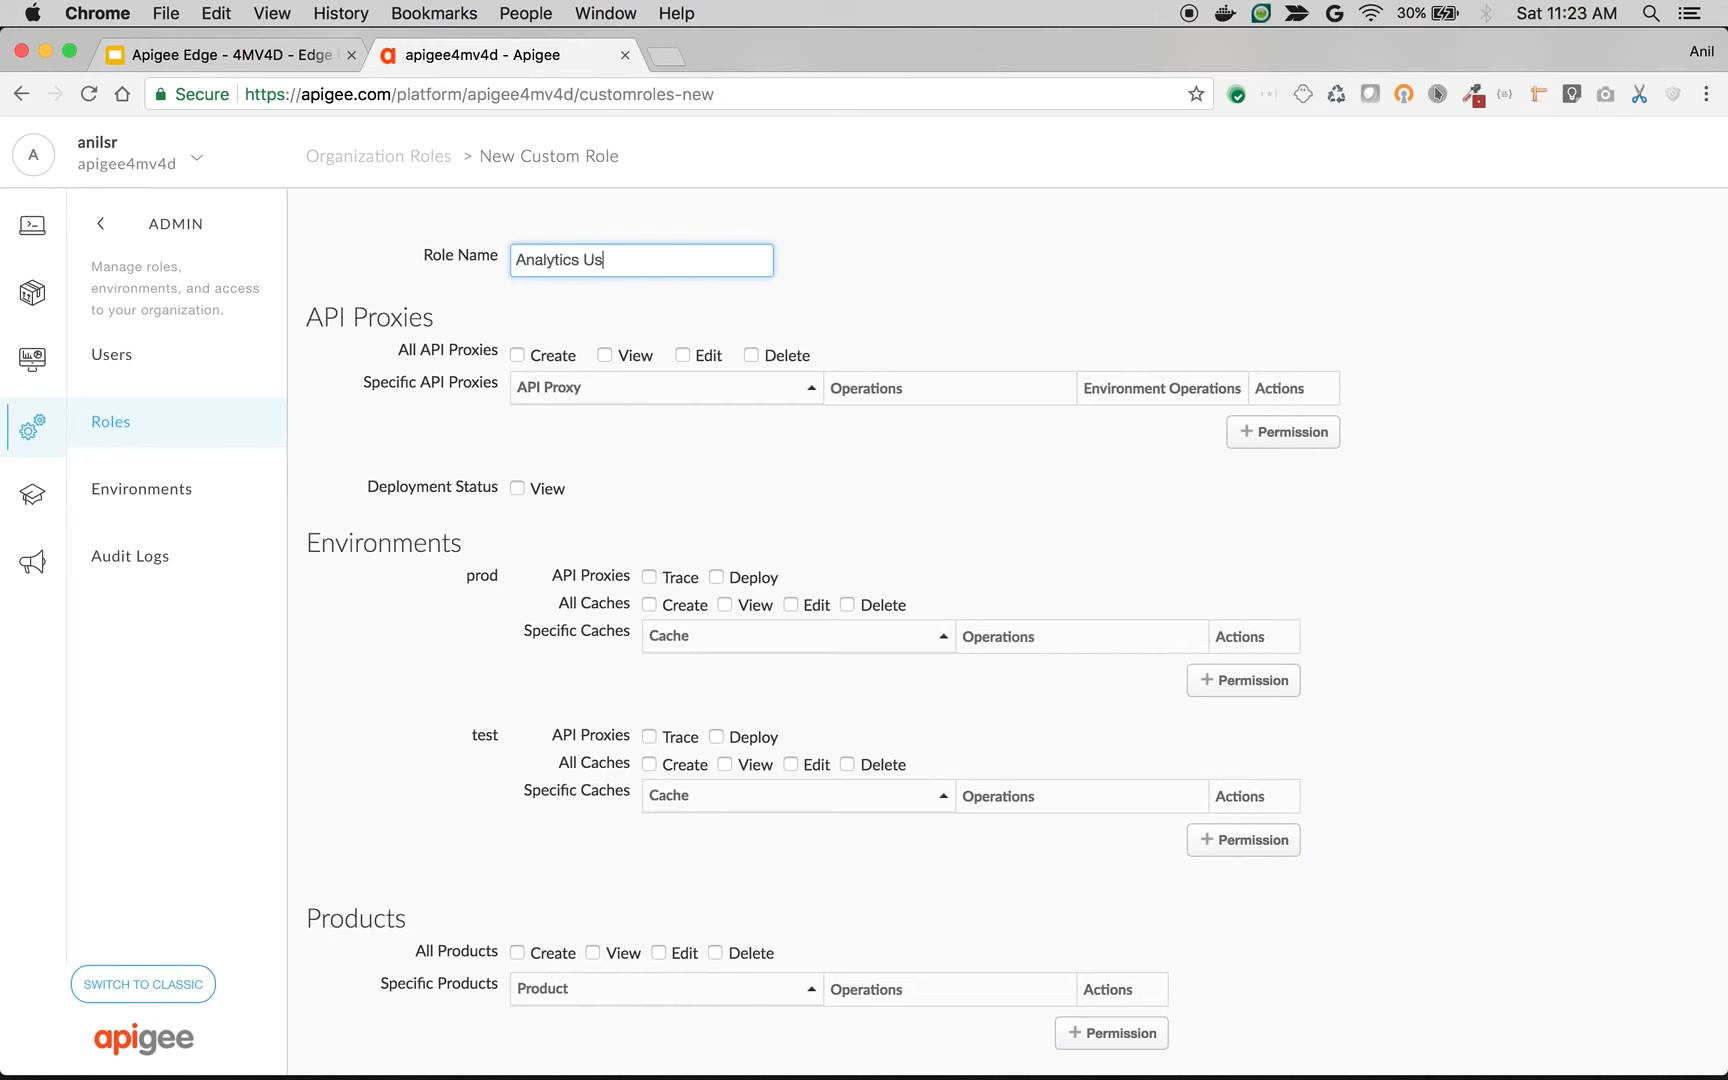 Chrome File Edit View History Bookmarks People Window Help 30% Sat 11:23 AM
Apigee Edge - 4MV4D - Edge apigee4mv4d - Apigee Anil
Secure https://apigee.com/platform/apigee4mv4d/customroles-new
A anilsr
apigee4mv4d
Organization Roles > New Custom Role
ADMIN
Manage roles,
environments, and access
to your organization.
Users
Roles
Environments
Audit Logs
SWITCH TO CLASSIC
apigee
Role Name Analytics Us
API Proxies
All API Proxies Create View Edit Delete
Specific API Proxies API Proxy Operations Environment Operations Actions
+ Permission
Deployment Status View
Environments
prod API Proxies Trace Deploy
All Caches Create View Edit Delete
Specific Caches Cache Operations Actions
+ Permission
test API Proxies Trace Deploy
All Caches Create View Edit Delete
Specific Caches Cache Operations Actions
+ Permission
Products
All Products Create View Edit Delete
Specific Products Product Operations Actions
+ Permission